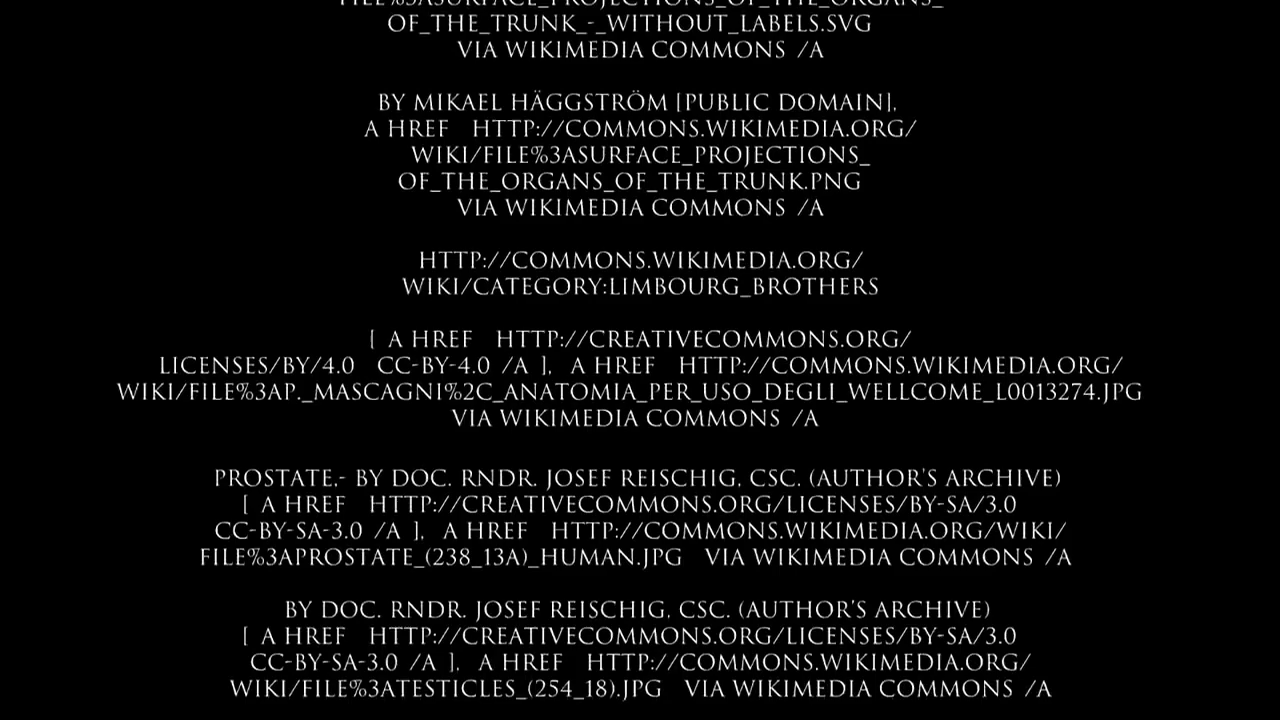 FILE%3ASURFACE_PROJECTIONS_OF_THE_ORGANS_
OF_THE_TRUNK_-_WITHOUT_LABELS.SVG
VIA WIKIMEDIA COMMONS /A
BY MIKAEL HÄGGSTRÖM [PUBLIC DOMAIN],
A HREF HTTP://COMMONS.WIKIMEDIA.ORG/
WIKI/FILE%3ASURFACE_PROJECTIONS_
OF_THE_ORGANS_OF_THE_TRUNK.PNG
VIA WIKIMEDIA COMMONS /A
HTTP://COMMONS.WIKIMEDIA.ORG/
WIKI/CATEGORY:LIMBOURG_BROTHERS
[ A HREF HTTP://CREATIVECOMMONS.ORG/
LICENSES/BY/4.0 CC-BY-4.0 /A ], A HREF HTTP://COMMONS.WIKIMEDIA.ORG/
WIKI/FILE%3AP._MASCAGNI%2C_ANATOMIA_PER_USO_DEGLI_WELLCOME_L0013274.JPG
VIA WIKIMEDIA COMMONS /A
PROSTATE,- BY DOC. RNDR. JOSEF REISCHIG, CSC. (AUTHOR'S ARCHIVE)
[ A HREF HTTP://CREATIVECOMMONS.ORG/LICENSES/BY-SA/3.0
CC-BY-SA-3.0 /A ], A HREF HTTP://COMMONS.WIKIMEDIA.ORG/WIKI/
FILE%3APROSTATE_(238_13A)_HUMAN.JPG VIA WIKIMEDIA COMMONS /A
BY DOC. RNDR. JOSEF REISCHIG, CSC. (AUTHOR'S ARCHIVE)
[ A HREF HTTP://CREATIVECOMMONS.ORG/LICENSES/BY-SA/3.0
CC-BY-SA-3.0 /A ], A HREF HTTP://COMMONS.WIKIMEDIA.ORG/
WIKI/FILE%3ATESTICLES_(254_18).JPG VIA WIKIMEDIA COMMONS /A